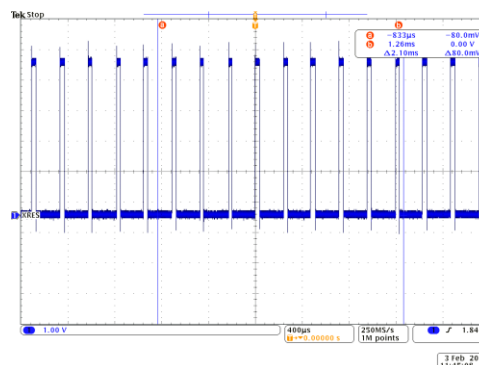 Tek Stop
a
b
T
a −833µs −80.0mV
b 1.26ms 0.00 V
Δ2.10ms Δ80.0mV
1 XRES
1 1.00 V
400µs
T 0.00000 s
250MS/s
1M points
1 1.84
3 Feb 20